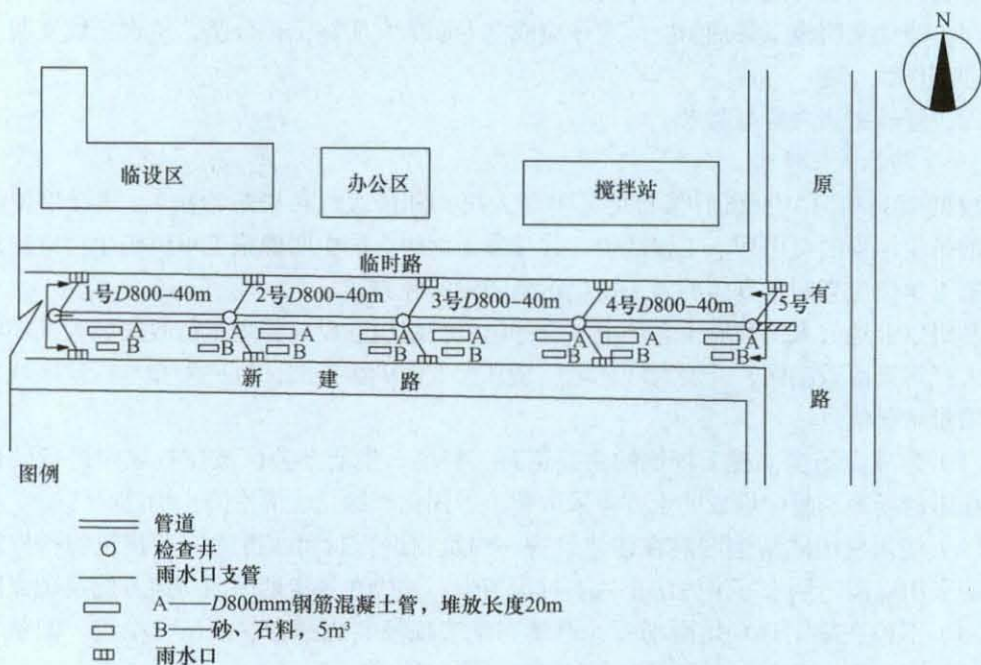 N
临设区
办公区
搅拌站
原
有
路
临时路
1号D800-40m
2号D800-40m
3号D800-40m
4号D800-40m
5号
A
A
A
A
A
A
A
A
B
B
B
B
B
B
B
B
新建路
图例
管道
检查井
雨水口支管
A— D800mm钢筋混凝土管，堆放长度20m
B— 砂、石料，5m³
雨水口